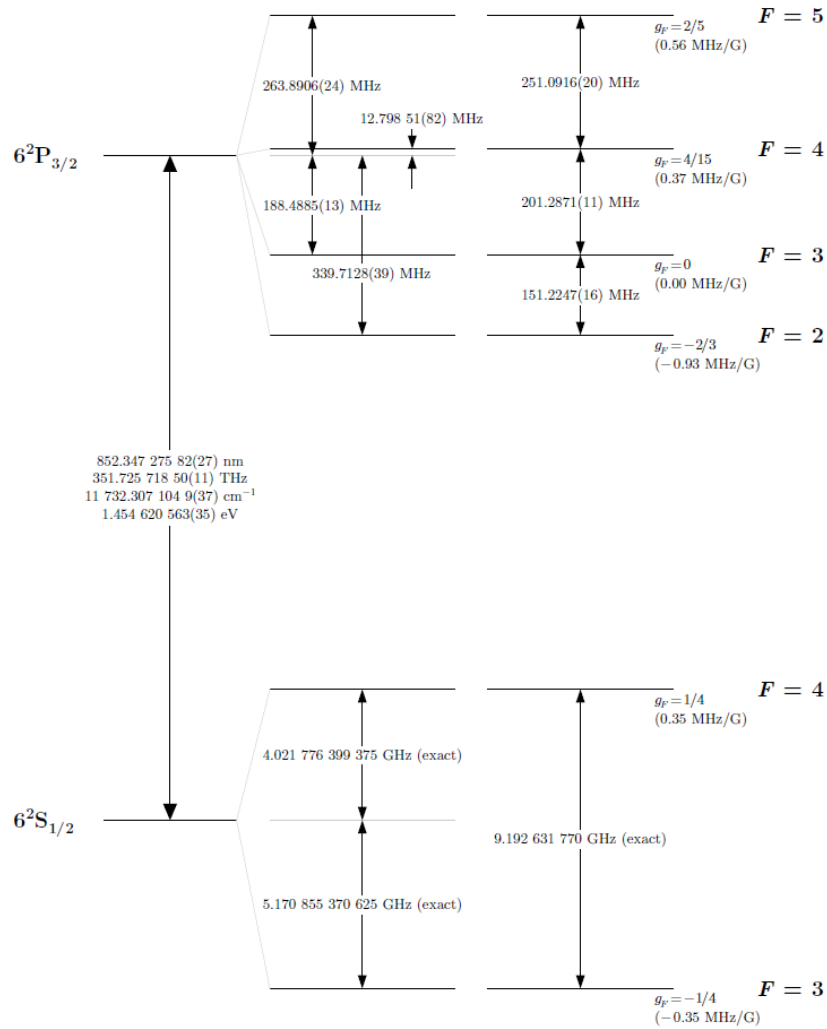 F = 5
g_F = 2/5
(0.56 MHz/G)
263.8906(24) MHz
251.0916(20) MHz
12.798 51(82) MHz
6²P₃/₂
F = 4
g_F = 4/15
(0.37 MHz/G)
188.4885(13) MHz
201.2871(11) MHz
F = 3
g_F = 0
(0.00 MHz/G)
339.7128(39) MHz
151.2247(16) MHz
F = 2
g_F = −2/3
(−0.93 MHz/G)
852.347 275 82(27) nm
351.725 718 50(11) THz
11 732.307 104 9(37) cm⁻¹
1.454 620 563(35) eV
F = 4
g_F = 1/4
(0.35 MHz/G)
4.021 776 399 375 GHz (exact)
6²S₁/₂
9.192 631 770 GHz (exact)
5.170 855 370 625 GHz (exact)
F = 3
g_F = −1/4
(−0.35 MHz/G)